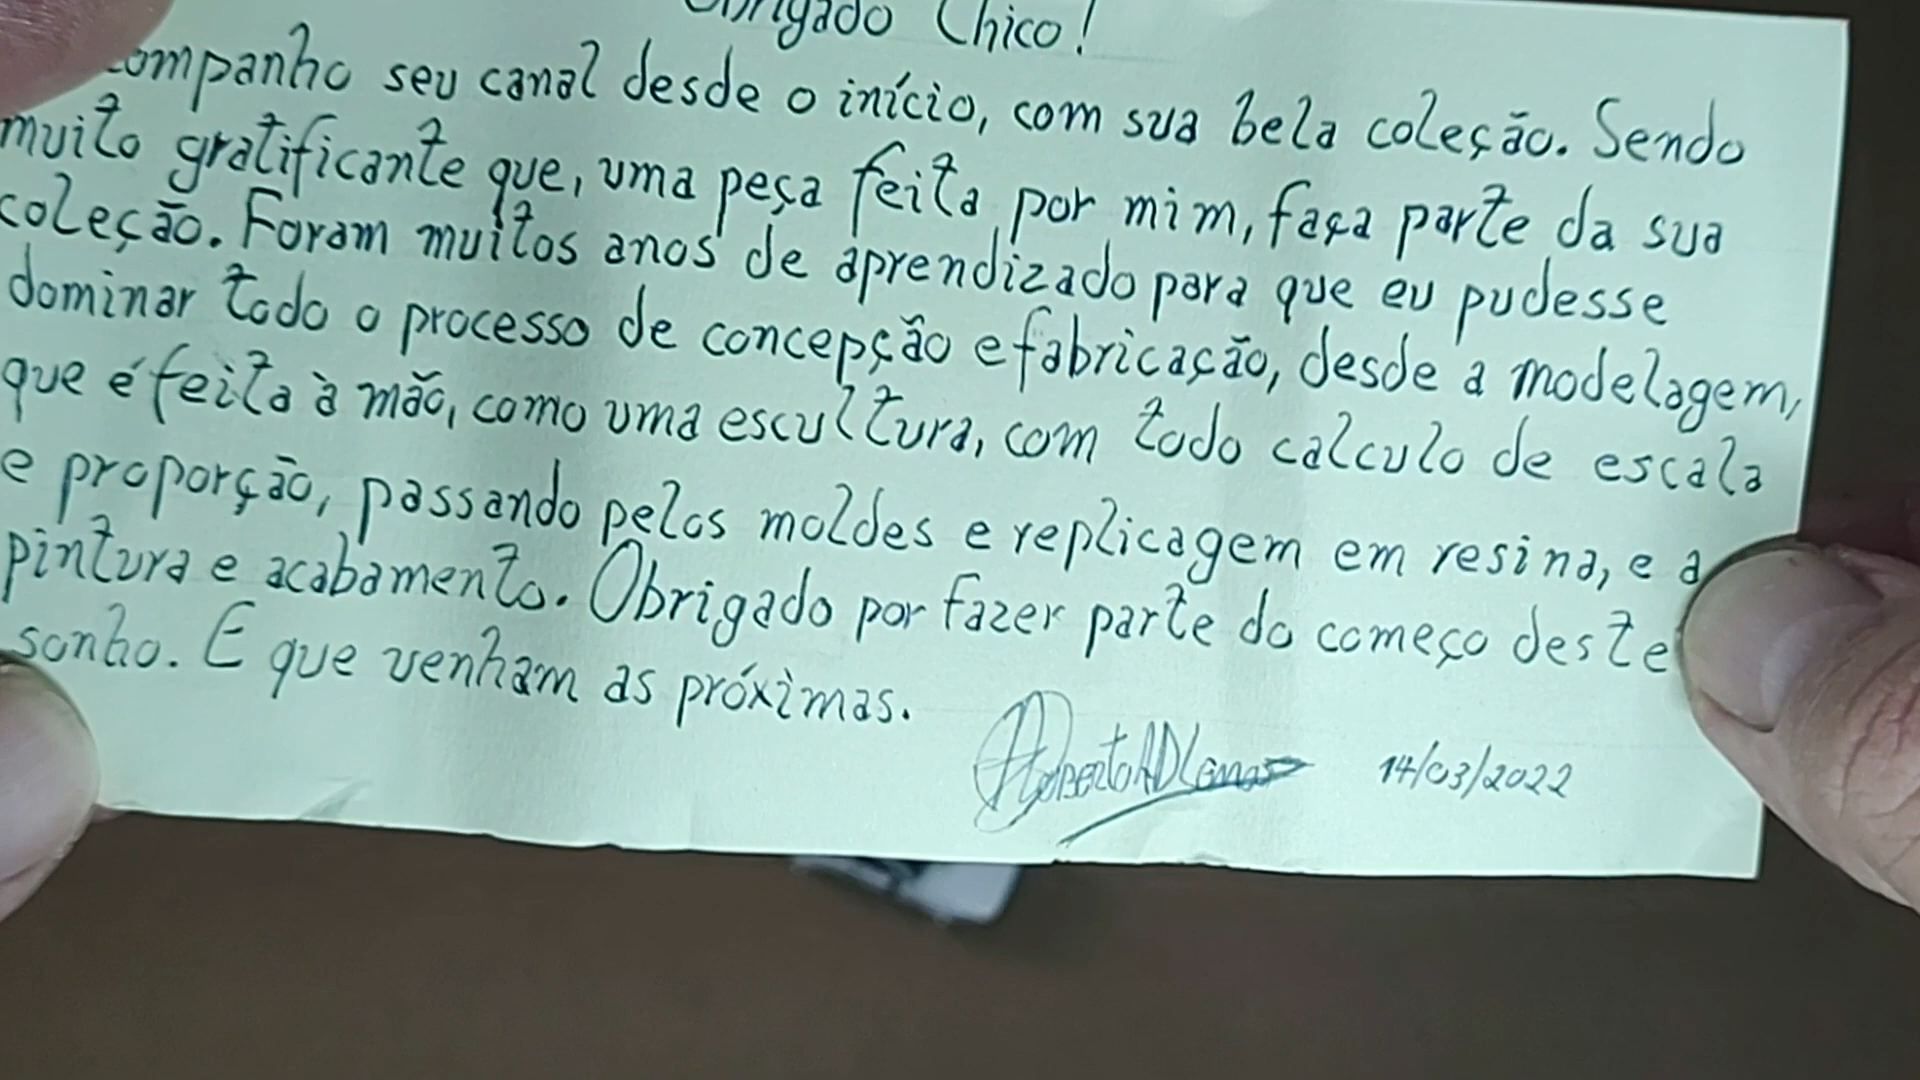 Obrigado Chico!
companho seu canal desde o início, com sua bela coleção. Sendo
muito gratificante que, uma peça feita por mim, faça parte da sua
coleção. Foram muitos anos de aprendizado para que eu pudesse
dominar todo o processo de concepção e fabricação, desde a modelagem,
que é feita à mão, como uma escultura, com todo calculo de escala
e proporção, passando pelos moldes e replicagem em resina, e a
pintura e acabamento. Obrigado por fazer parte do começo deste
sonho. E que venham as próximas.
14/03/2022